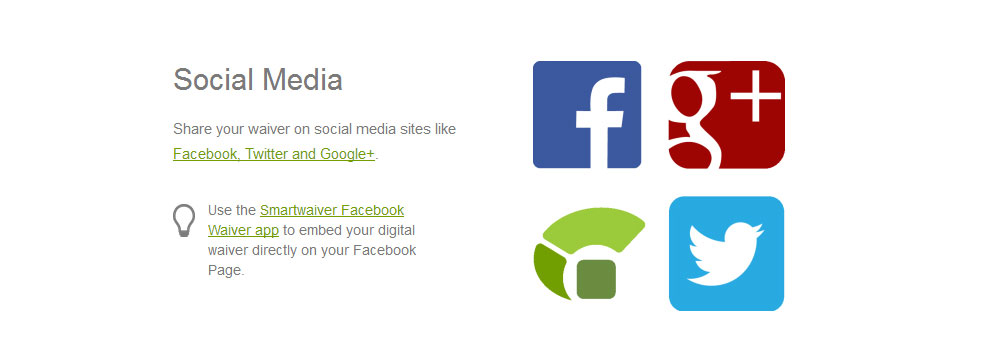 Social Media
Share your waiver on social media sites like
Facebook, Twitter and Google+.
Use the Smartwaiver Facebook
Waiver app to embed your digital
waiver directly on your Facebook
Page.
f
g+